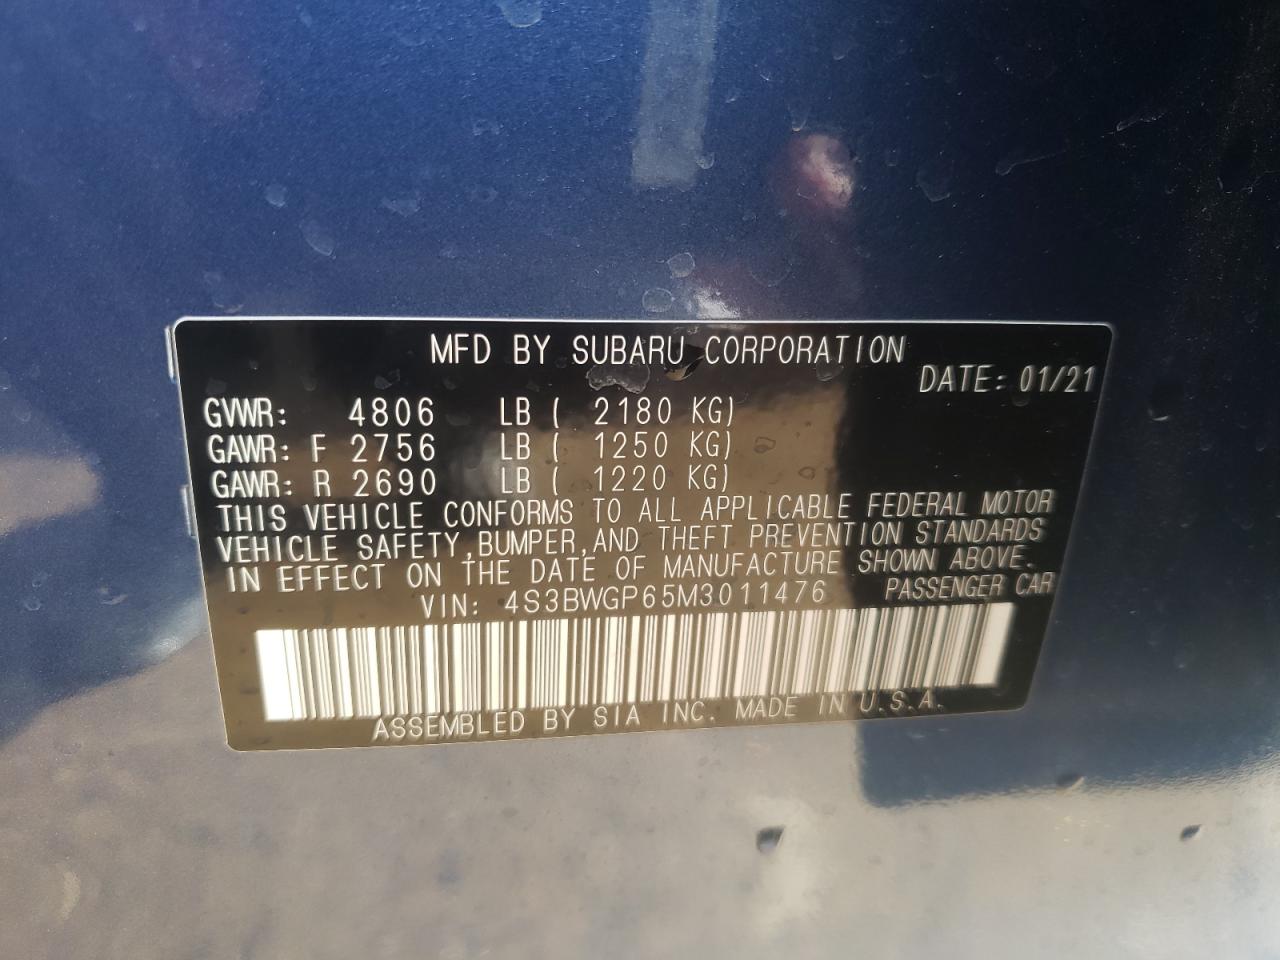 MFD BY SUBARU CORPORATION
DATE: 01/21
GVWR: 4806 LB ( 2180 KG)
GAWR: F 2756 LB ( 1250 KG)
GAWR: R 2690 LB ( 1220 KG)
THIS VEHICLE CONFORMS TO ALL APPLICABLE FEDERAL MOTOR
VEHICLE SAFETY, BUMPER, AND THEFT PREVENTION STANDARDS
IN EFFECT ON THE DATE OF MANUFACTURE SHOWN ABOVE.
VIN: 4S3BWGP65M3011476 PASSENGER CAR
ASSEMBLED BY SIA INC. MADE IN U.S.A.